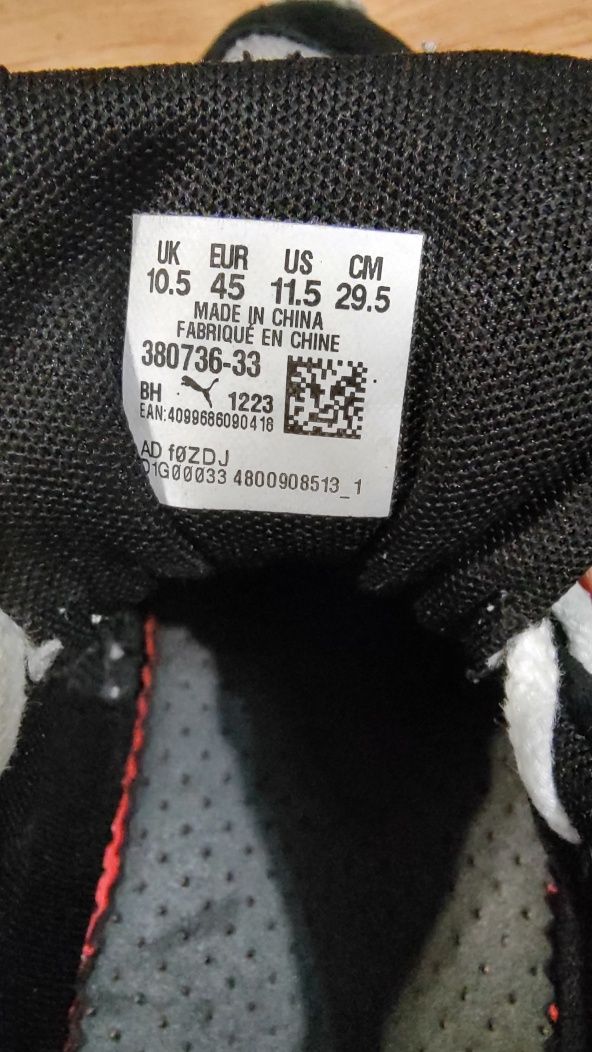 UK EUR US CM
10.5 45 11.5 29.5
MADE IN CHINA
FABRIQUÉ EN CHINE
380736-33
BH 1223
EAN:4099686090418
AD f0ZDJ
01G00033 4800908513_1